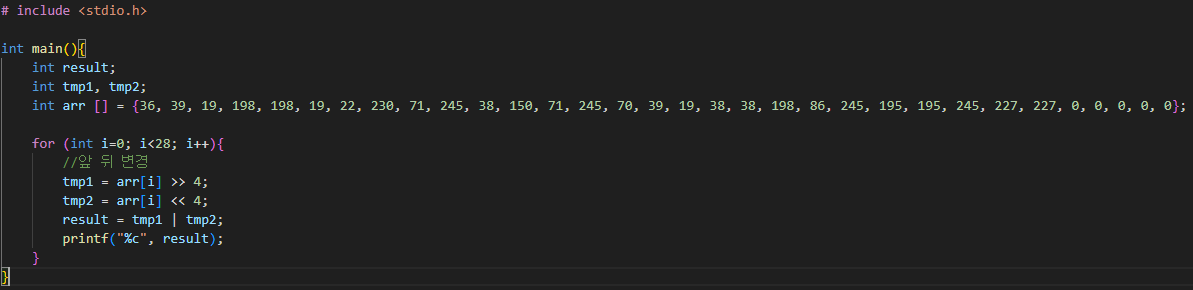 # include <stdio.h>
int main(){
int result;
int tmp1, tmp2;
int arr [] = {36, 39, 19, 198, 198, 19, 22, 230, 71, 245, 38, 150, 71, 245, 70, 39, 19, 38, 38, 198, 86, 245, 195, 195, 245, 227, 227, 0, 0, 0, 0, 0};
for (int i=0; i<28; i++){
//앞 뒤 변경
tmp1 = arr[i] >> 4;
tmp2 = arr[i] << 4;
result = tmp1 | tmp2;
printf("%c", result);
}
}